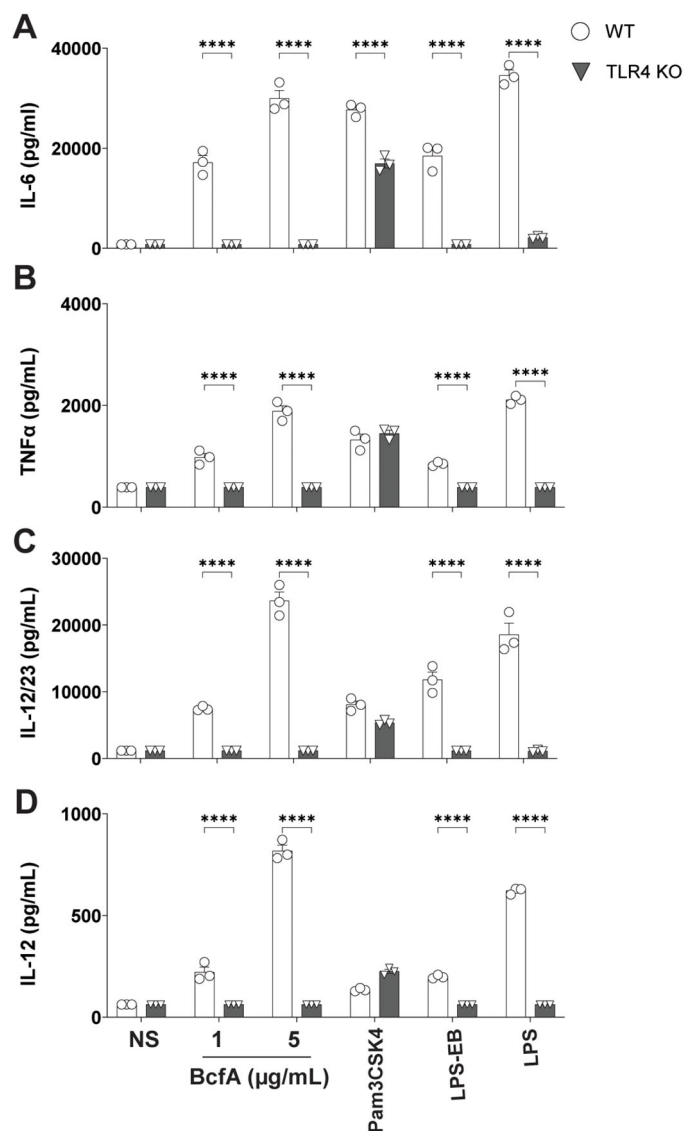 A
WT
TLR4 KO
IL-6 (pg/ml)
40000
20000
0
**** **** **** **** ****
B
TNFα (pg/mL)
4000
2000
0
**** **** **** ****
C
IL-12/23 (pg/mL)
30000
20000
10000
0
**** **** **** ****
D
IL-12 (pg/mL)
1000
500
0
**** **** **** ****
NS 1 5 Pam3CSK4 LPS-EB LPS
BcfA (µg/mL)